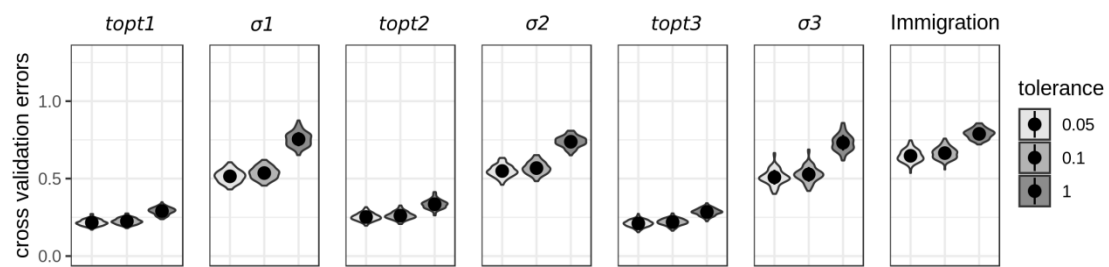 topt1 σ1 topt2 σ2 topt3 σ3 Immigration
cross validation errors
1.0
0.5
0.0
tolerance
0.05
0.1
1